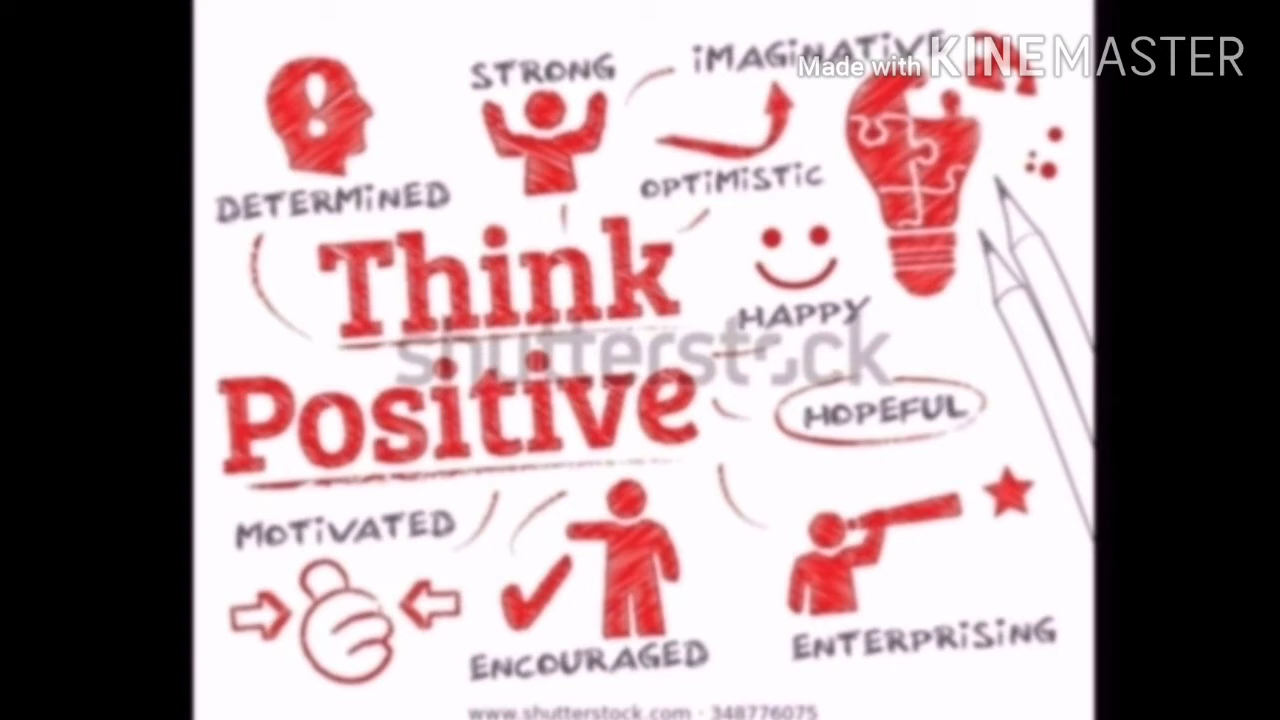 STRONG
iMAGiNATiVE
Made with KINEMASTER
DETERMiNED
OPTiMiSTiC
Think
HAPPY
shutterstock
Positive
HOPEFUL
MOTiVATED
ENCOURAGED
ENTERPRiSiNG
www.shutterstock.com · 348776075